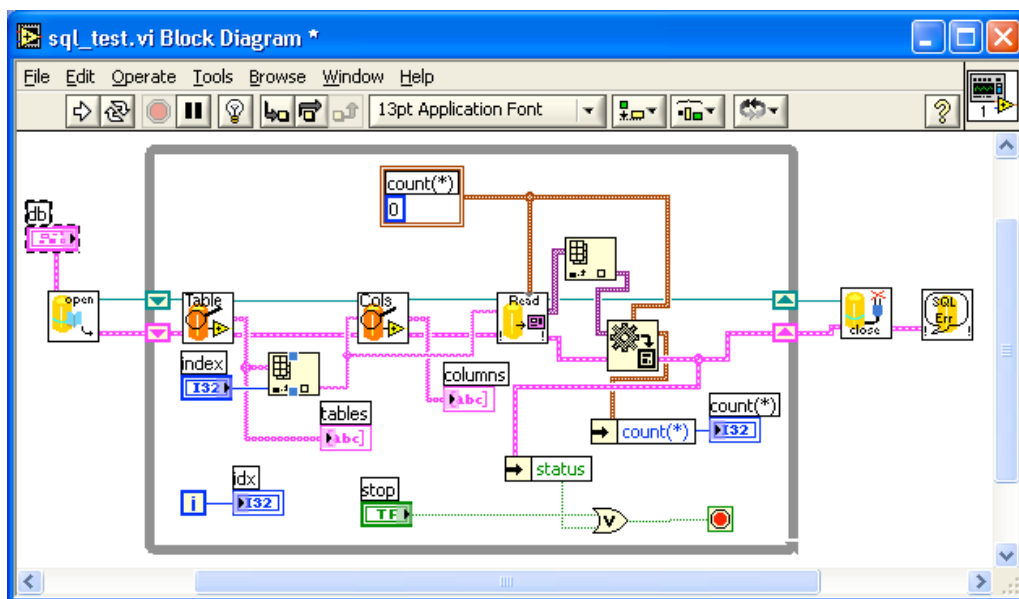 sql_test.vi Block Diagram *
File Edit Operate Tools Browse Window Help
13pt Application Font
?
1
count(*)
0
db
open
Table
Cols
Read
close
SQL
Err
index
I32
columns
abc]
tables
abc]
count(*)
count(*)
I32
status
idx
i
I32
stop
TF
V